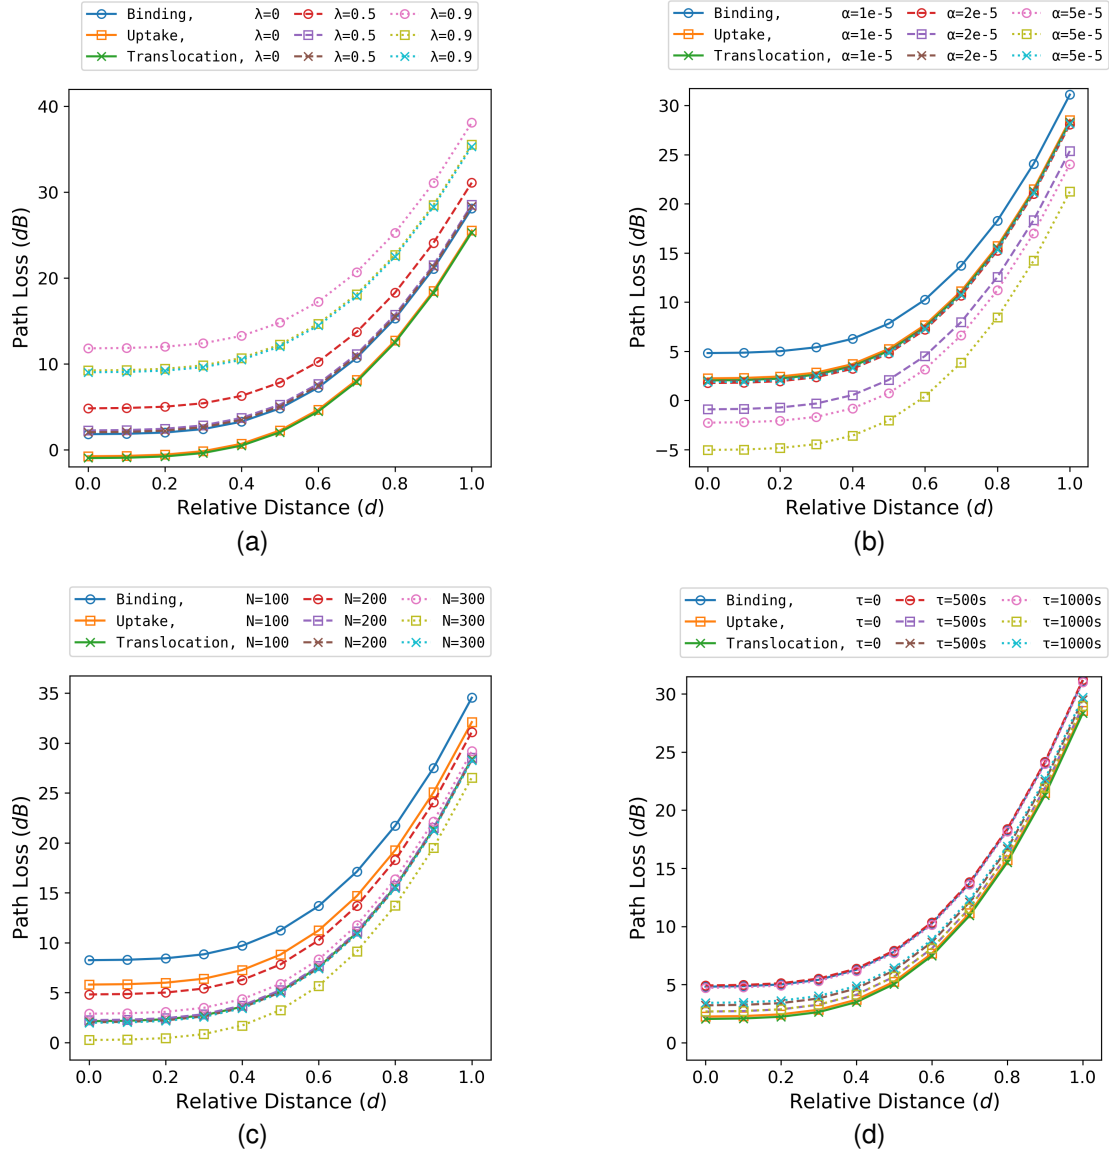 Binding, λ=0 λ=0.5 λ=0.9
Uptake, λ=0 λ=0.5 λ=0.9
Translocation, λ=0 λ=0.5 λ=0.9
40
30
20
10
0
Path Loss (dB)
0.0 0.2 0.4 0.6 0.8 1.0
Relative Distance (d)
(a)
Binding, α=1e-5 α=2e-5 α=5e-5
Uptake, α=1e-5 α=2e-5 α=5e-5
Translocation, α=1e-5 α=2e-5 α=5e-5
30
25
20
15
10
5
0
−5
Path Loss (dB)
0.0 0.2 0.4 0.6 0.8 1.0
Relative Distance (d)
(b)
Binding, N=100 N=200 N=300
Uptake, N=100 N=200 N=300
Translocation, N=100 N=200 N=300
35
30
25
20
15
10
5
0
Path Loss (dB)
0.0 0.2 0.4 0.6 0.8 1.0
Relative Distance (d)
(c)
Binding, τ=0 τ=500s τ=1000s
Uptake, τ=0 τ=500s τ=1000s
Translocation, τ=0 τ=500s τ=1000s
30
25
20
15
10
5
0
Path Loss (dB)
0.0 0.2 0.4 0.6 0.8 1.0
Relative Distance (d)
(d)